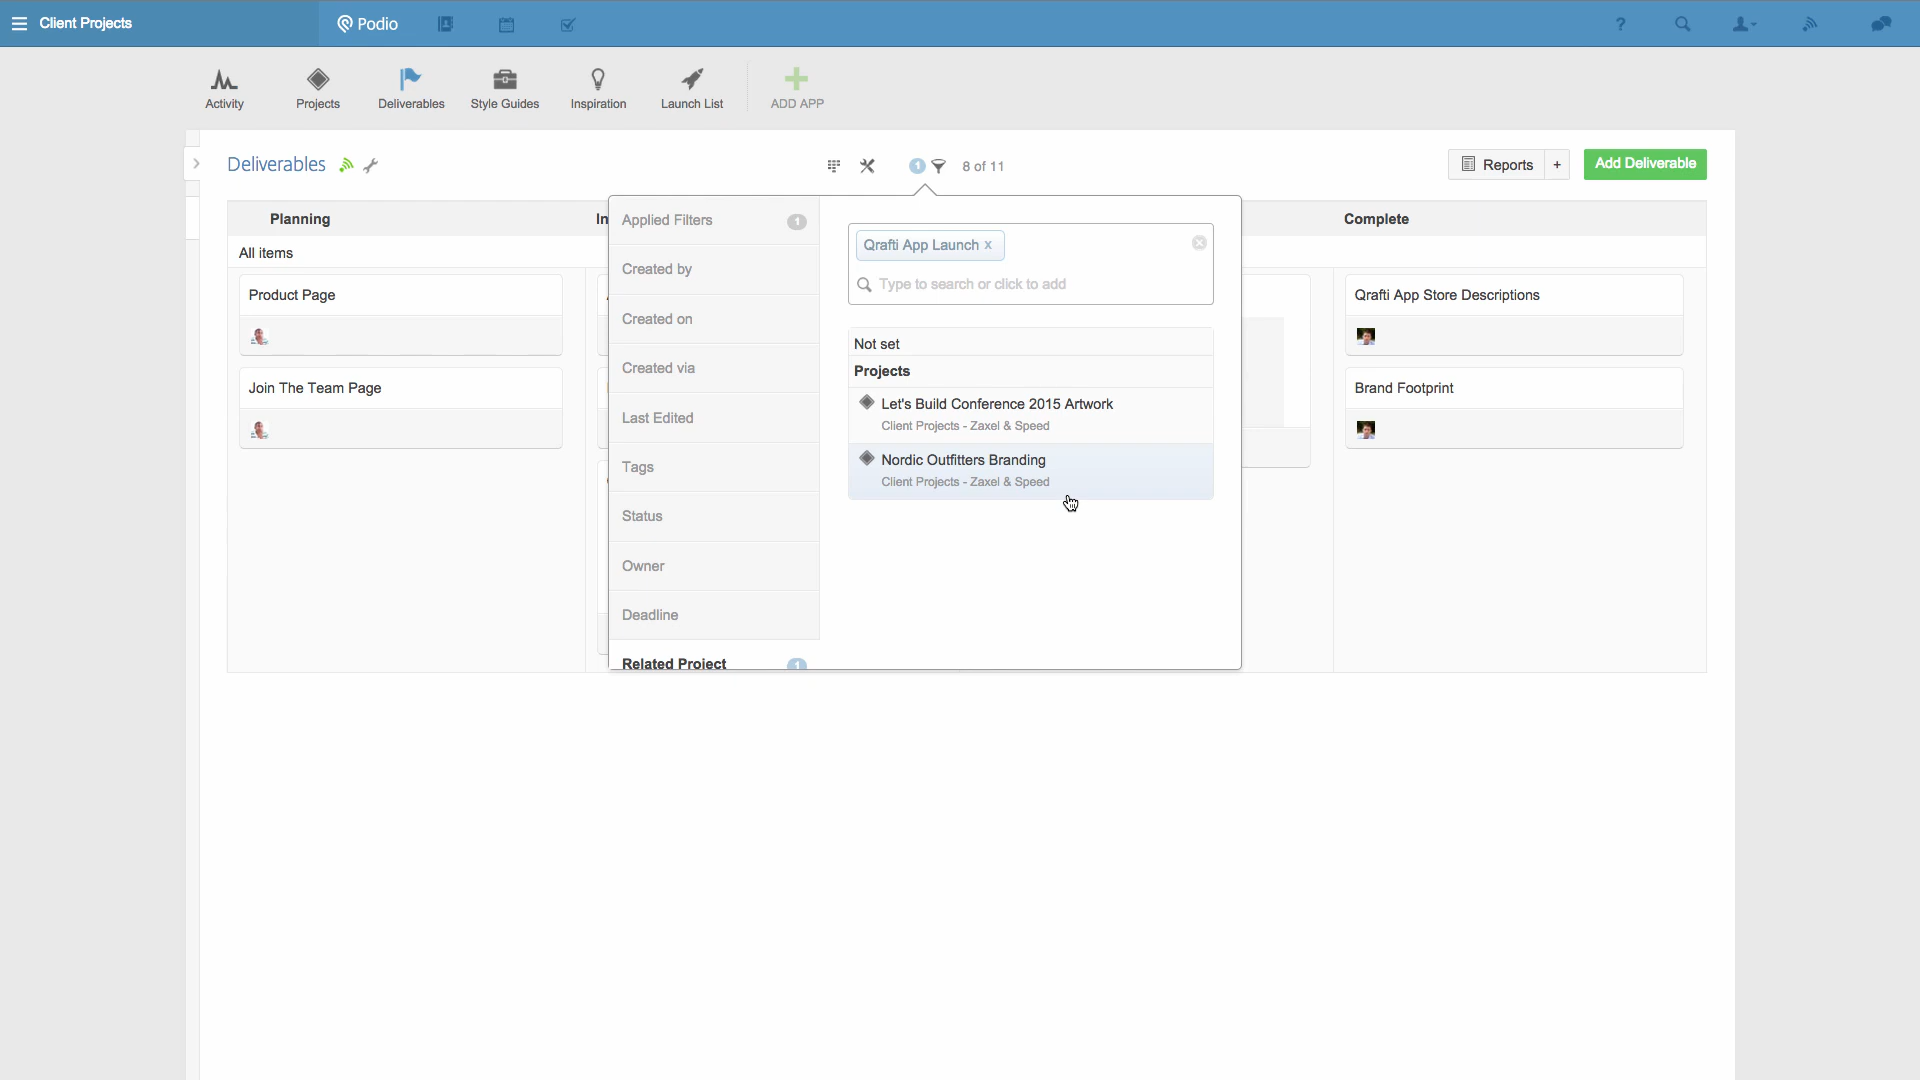 Client Projects
Podio
?
Activity
Projects
Deliverables
Style Guides
Inspiration
Launch List
ADD APP
Deliverables
1
8 of 11
Reports
+
Add Deliverable
Planning
In
Complete
All items
Product Page
Join The Team Page
Applied Filters 1
Created by
Created on
Created via
Last Edited
Tags
Status
Owner
Deadline
Related Project 1
Qrafti App Launch x
Type to search or click to add
Not set
Projects
Let's Build Conference 2015 Artwork
Client Projects - Zaxel & Speed
Nordic Outfitters Branding
Client Projects - Zaxel & Speed
Qrafti App Store Descriptions
Brand Footprint